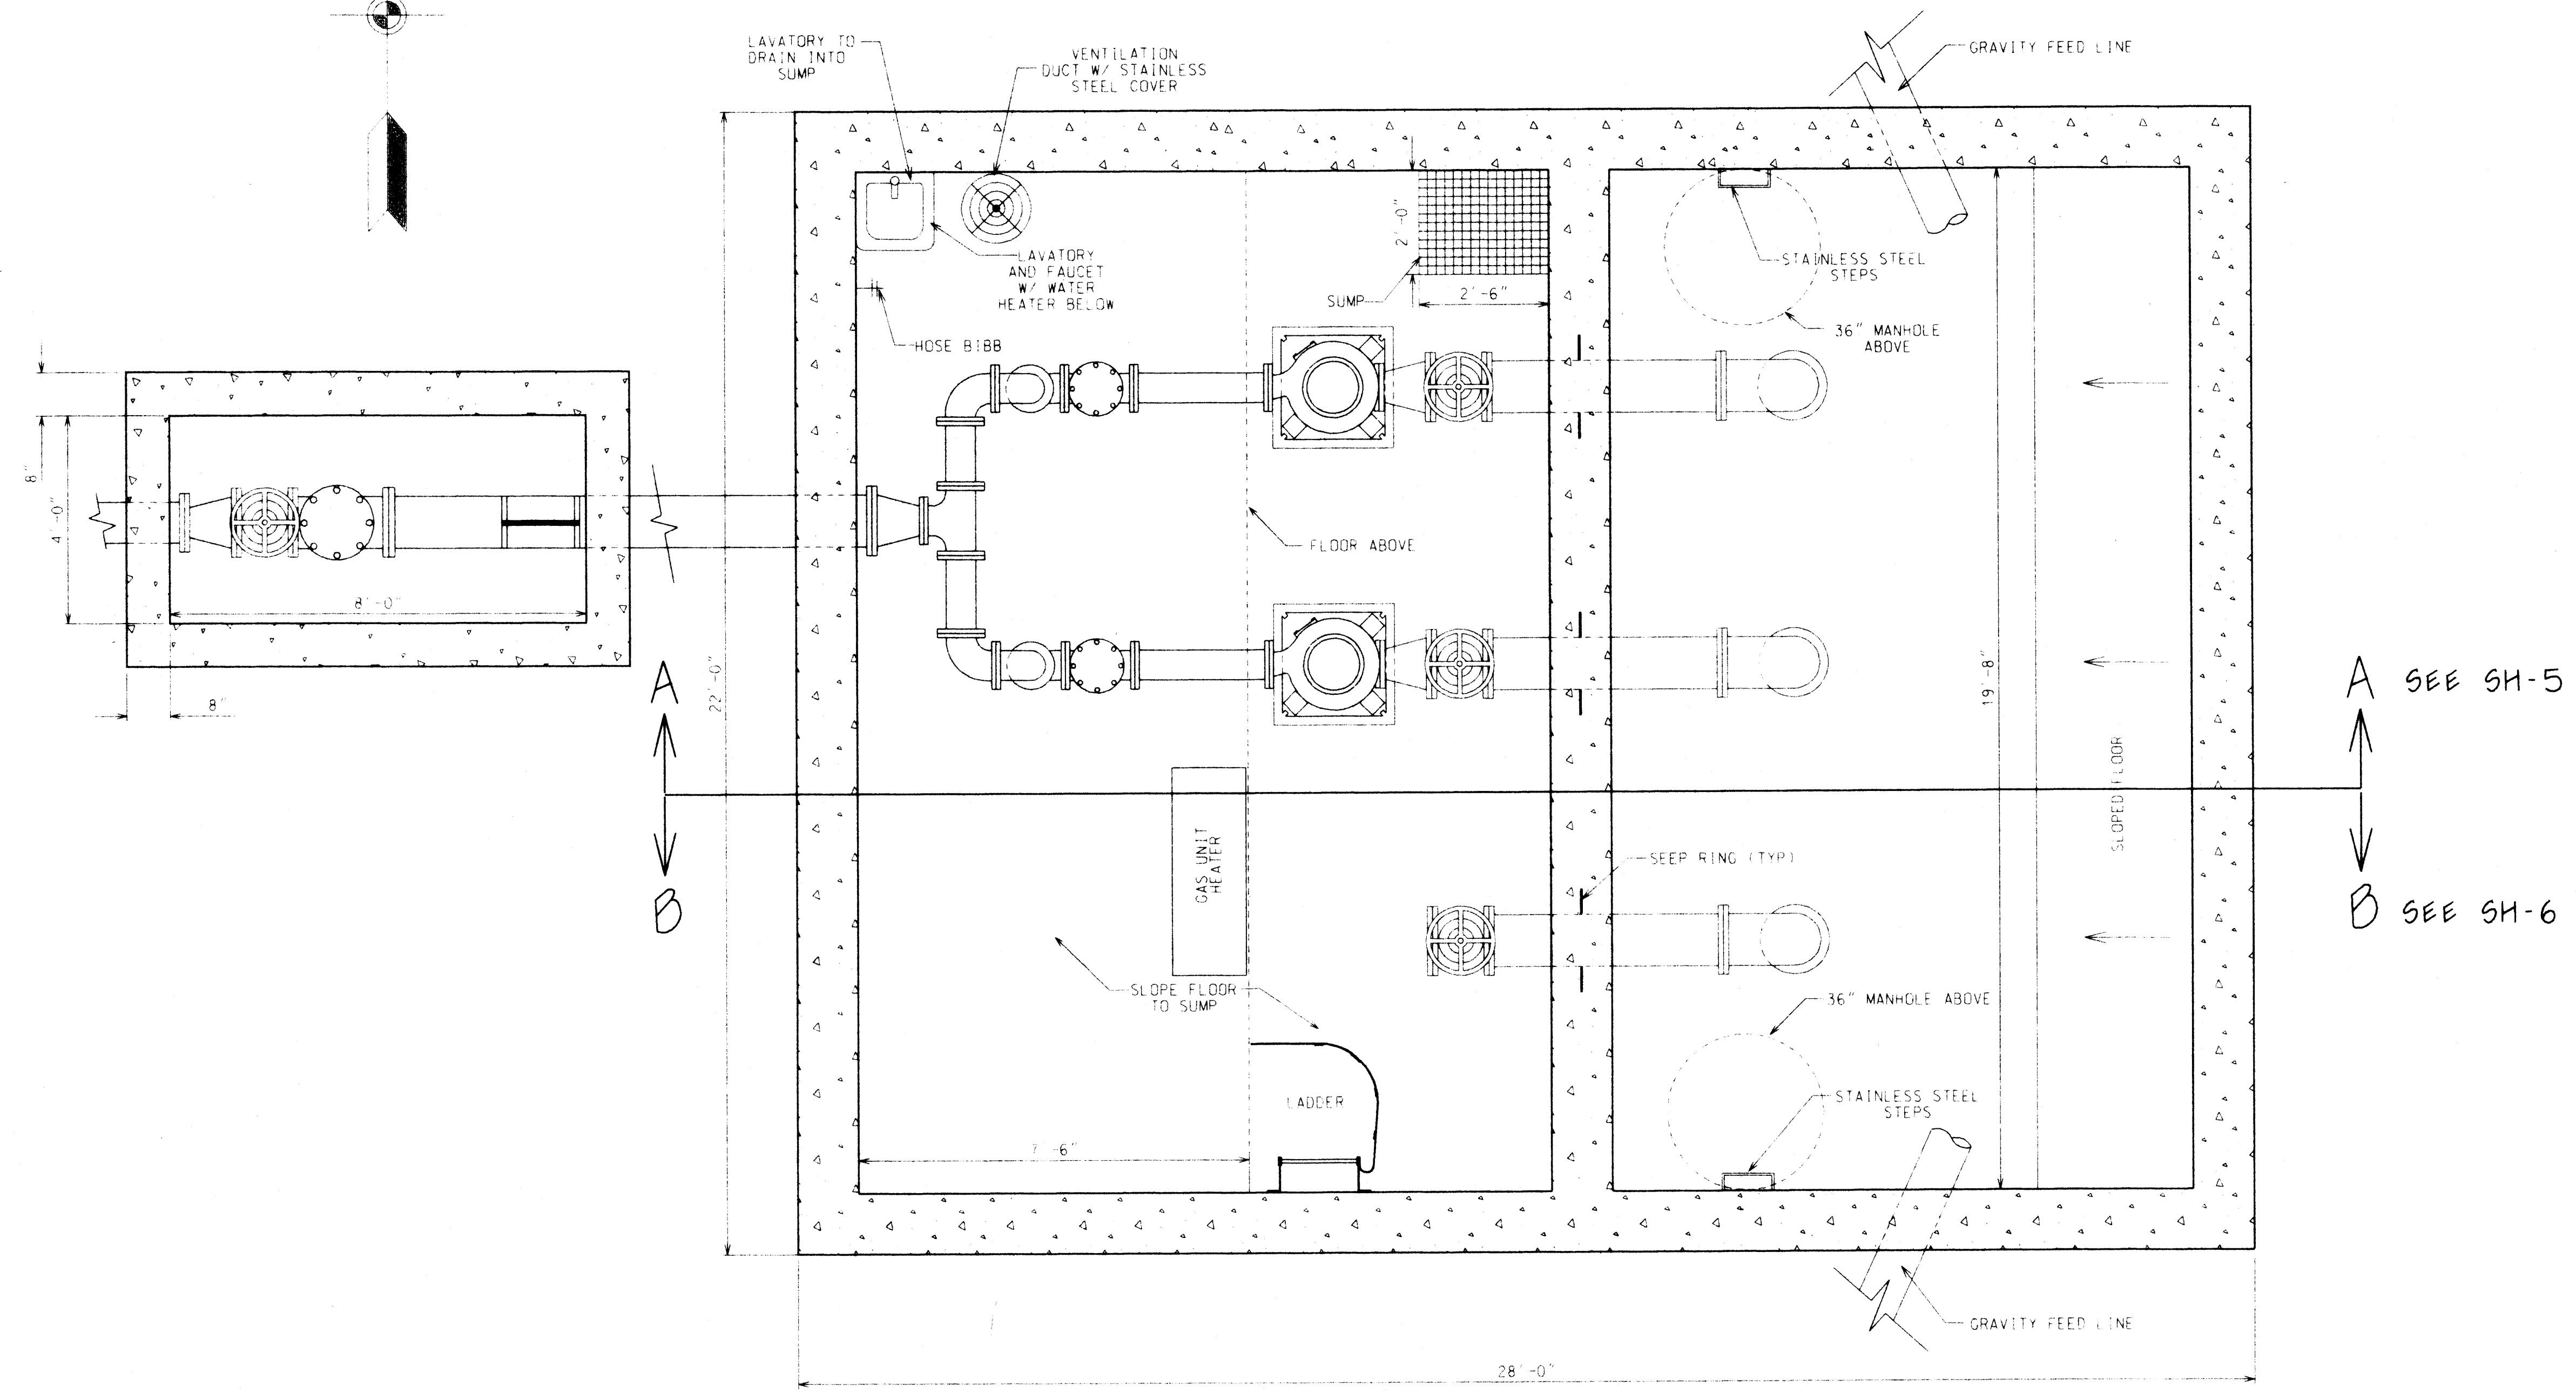 LAVATORY TO
DRAIN INTO
SUMP
VENTILATION
DUCT W/ STAINLESS
STEEL COVER
GRAVITY FEED LINE
LAVATORY
AND FAUCET
W/ WATER
HEATER BELOW
HOSE BIBB
2'-0"
SUMP
2'-6"
STAINLESS STEEL
STEPS
36" MANHOLE
ABOVE
8"
4'-0"
8'-0"
8"
FLOOR ABOVE
22'-0"
19'-8"
A
A SEE SH-5
SLOPED FLOOR
GAS UNIT
HEATER
SEEP RING (TYP)
B
B SEE SH-6
SLOPE FLOOR
TO SUMP
36" MANHOLE ABOVE
LADDER
STAINLESS STEEL
STEPS
7'-6"
GRAVITY FEED LINE
28'-0"